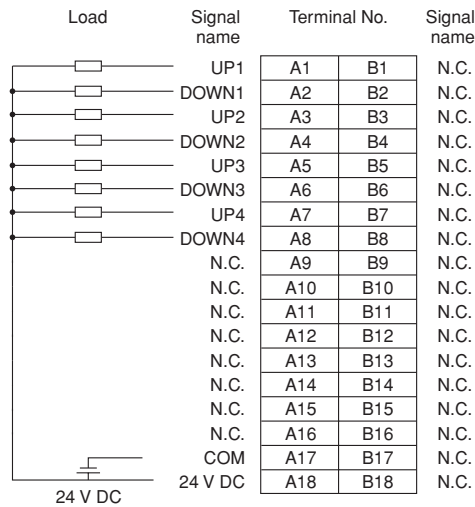 Load Signal name Terminal No. Signal name
UP1 A1 B1 N.C.
DOWN1 A2 B2 N.C.
UP2 A3 B3 N.C.
DOWN2 A4 B4 N.C.
UP3 A5 B5 N.C.
DOWN3 A6 B6 N.C.
UP4 A7 B7 N.C.
DOWN4 A8 B8 N.C.
N.C. A9 B9 N.C.
N.C. A10 B10 N.C.
N.C. A11 B11 N.C.
N.C. A12 B12 N.C.
N.C. A13 B13 N.C.
N.C. A14 B14 N.C.
N.C. A15 B15 N.C.
N.C. A16 B16 N.C.
COM A17 B17 N.C.
24 V DC A18 B18 N.C.
24 V DC